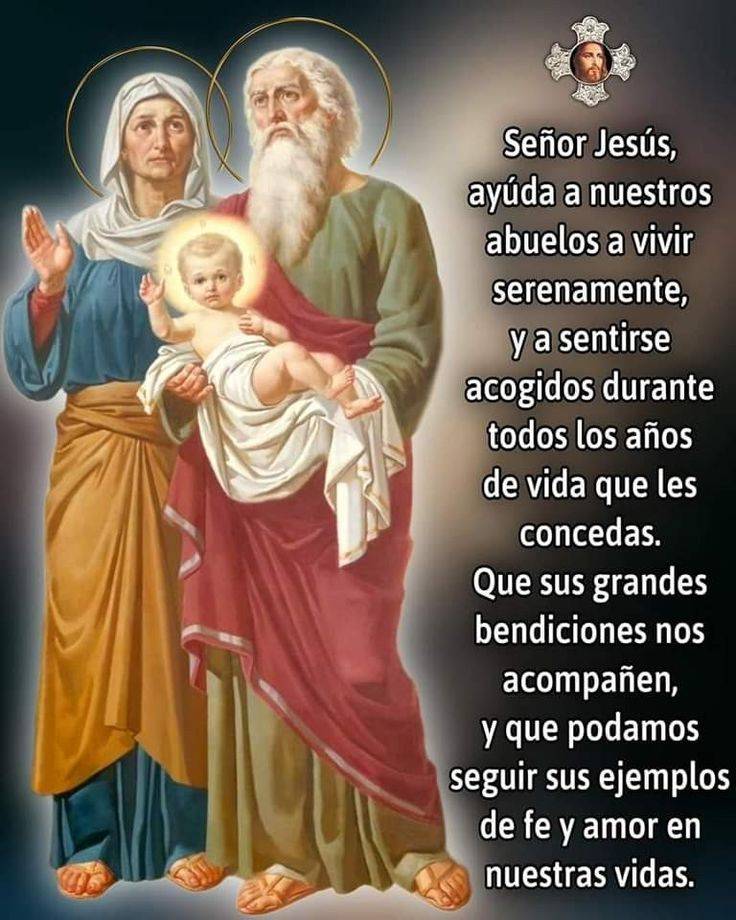 Señor Jesús,
ayúda a nuestros
abuelos a vivir
serenamente,
y a sentirse
acogidos durante
todos los años
de vida que les
concedas.
Que sus grandes
bendiciones nos
acompañen,
y que podamos
seguir sus ejemplos
de fe y amor en
nuestras vidas.